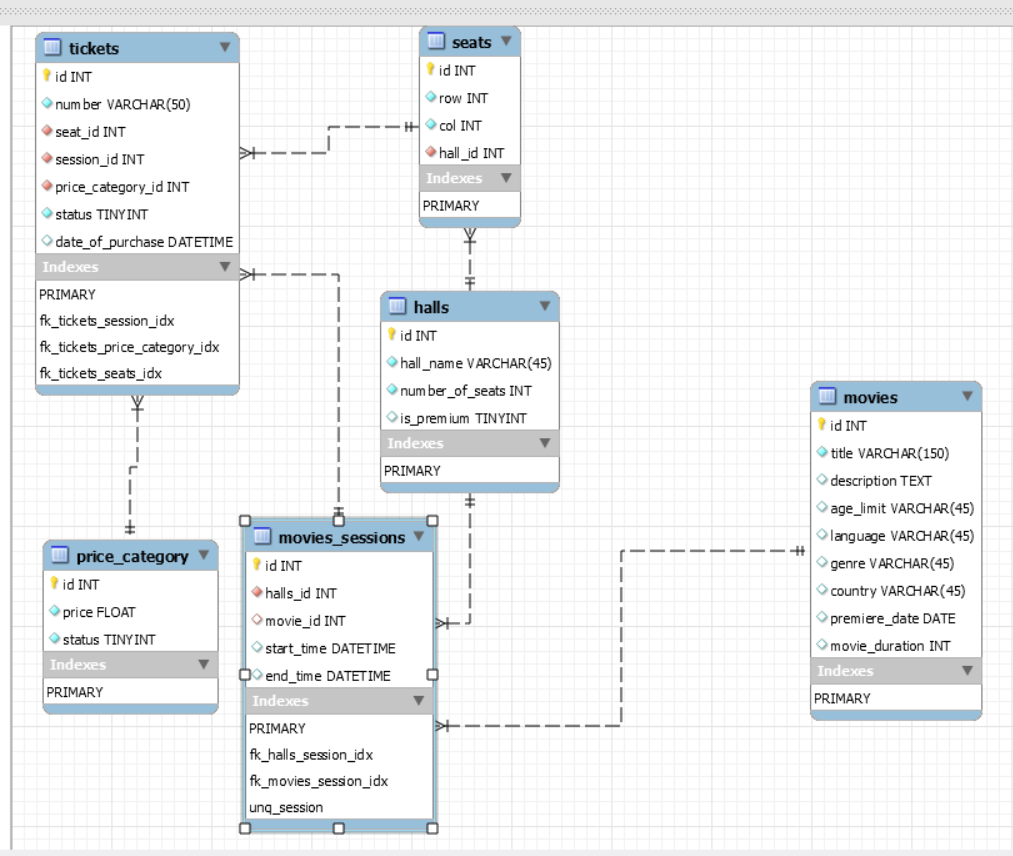 tickets
id INT
number VARCHAR(50)
seat_id INT
session_id INT
price_category_id INT
status TINYINT
date_of_purchase DATETIME
Indexes
PRIMARY
fk_tickets_session_idx
fk_tickets_price_category_idx
fk_tickets_seats_idx
seats
id INT
row INT
col INT
hall_id INT
Indexes
PRIMARY
halls
id INT
hall_name VARCHAR(45)
number_of_seats INT
is_premium TINYINT
Indexes
PRIMARY
movies
id INT
title VARCHAR(150)
description TEXT
age_limit VARCHAR(45)
language VARCHAR(45)
genre VARCHAR(45)
country VARCHAR(45)
premiere_date DATE
movie_duration INT
Indexes
PRIMARY
price_category
id INT
price FLOAT
status TINYINT
Indexes
PRIMARY
movies_sessions
id INT
halls_id INT
movie_id INT
start_time DATETIME
end_time DATETIME
Indexes
PRIMARY
fk_halls_session_idx
fk_movies_session_idx
unq_session